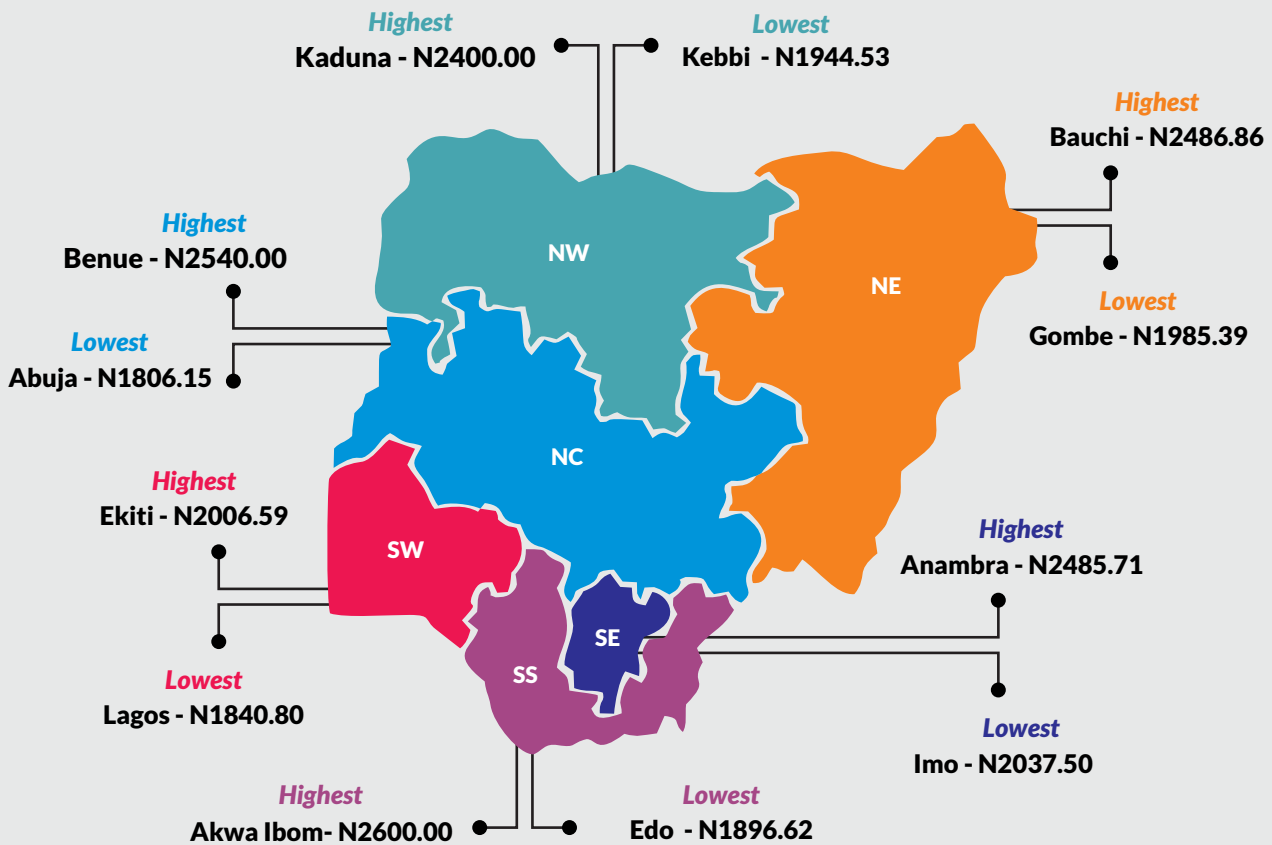 Highest
Kaduna - N2400.00
Lowest
Kebbi - N1944.53
Highest
Bauchi - N2486.86
Highest
Benue - N2540.00
NW
NE
Lowest
Gombe - N1985.39
Lowest
Abuja - N1806.15
NC
Highest
Ekiti - N2006.59
SW
Highest
Anambra - N2485.71
SE
SS
Lowest
Lagos - N1840.80
Lowest
Imo - N2037.50
Highest
Akwa Ibom- N2600.00
Lowest
Edo - N1896.62